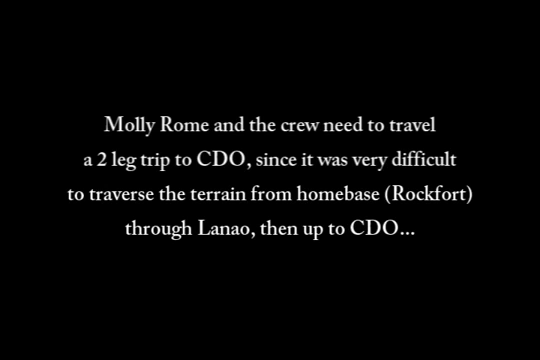 Molly Rome and the crew need to travel
a 2 leg trip to CDO, since it was very difficult
to traverse the terrain from homebase (Rockfort)
through Lanao, then up to CDO...